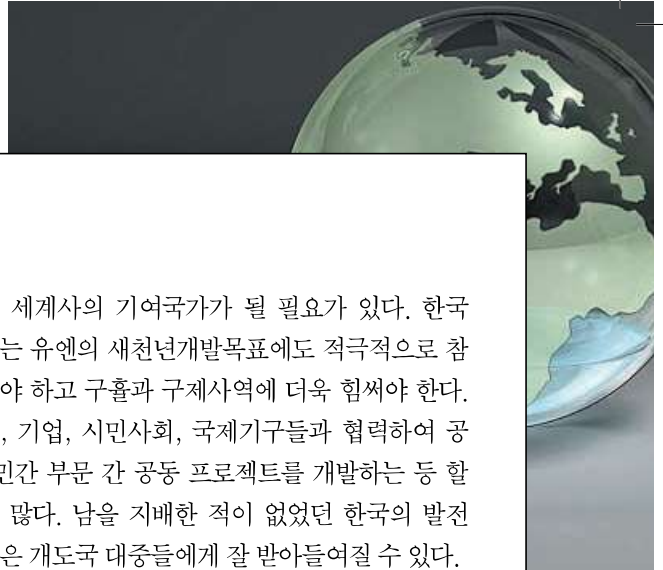 세계사의 기여국가가 될 필요가 있다. 한국
는 유엔의 새천년개발목표에도 적극적으로 참
야 하고 구휼과 구제사역에 더욱 힘써야 한다.
, 기업, 시민사회, 국제기구들과 협력하여 공
민간 부문 간 공동 프로젝트를 개발하는 등 할
많다. 남을 지배한 적이 없었던 한국의 발전
은 개도국 대중들에게 잘 받아들여질 수 있다.